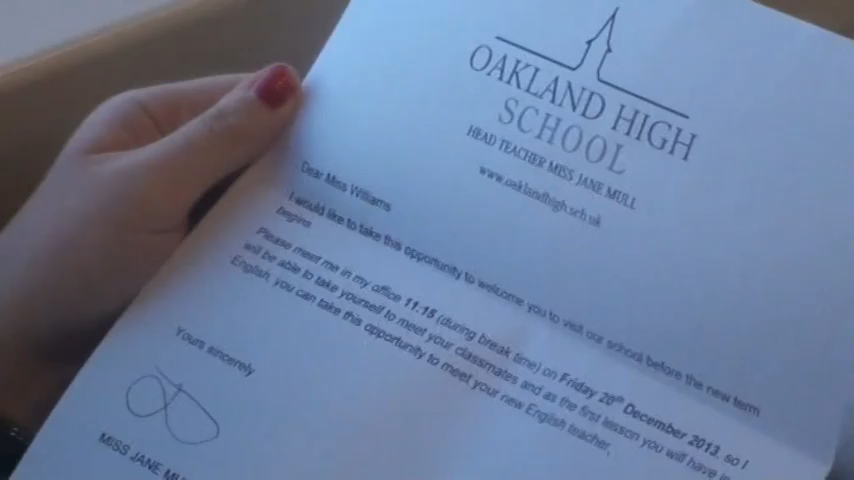 OAKLAND HIGH
SCHOOL
HEAD TEACHER MISS JANE MULL
www.oaklandhigh.sch.uk
Dear Miss Williams
I would like to take this opportunity to welcome you to visit our school before the new term
begins.
Please meet me in my office 11.15 (during break time) on Friday 20th December 2013, so I
will be able to take yourself to meet your classmates and as the first lesson you will have is
English, you can take this opportunity to meet your new English teacher,
Yours sincerely
MISS JANE MULL